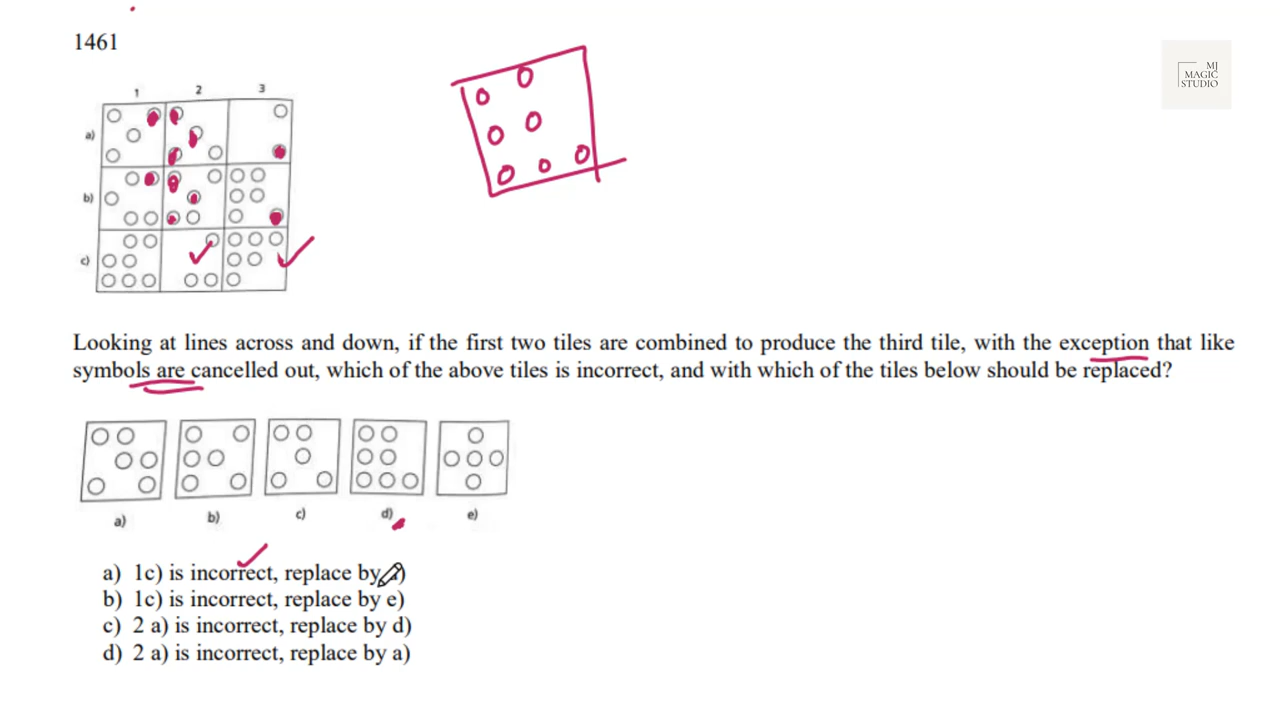 1461
MJ
MAGIC
STUDIO
1 2 3
a)
b)
c)
Looking at lines across and down, if the first two tiles are combined to produce the third tile, with the exception that like
symbols are cancelled out, which of the above tiles is incorrect, and with which of the tiles below should be replaced?
a) b) c) d) e)
a) 1c) is incorrect, replace by
b) 1c) is incorrect, replace by e)
c) 2 a) is incorrect, replace by d)
d) 2 a) is incorrect, replace by a)